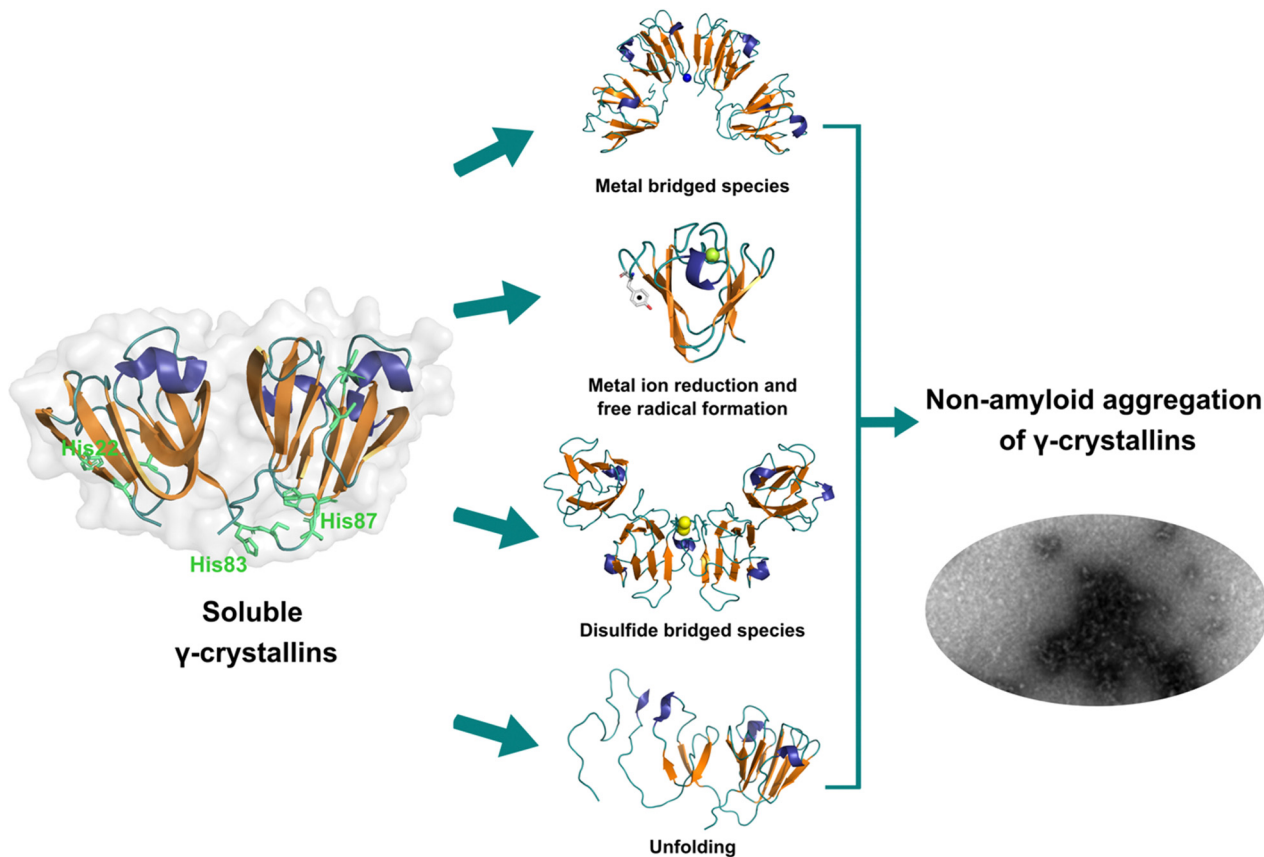 His22
His87
His83
Soluble
γ-crystallins
Metal bridged species
Metal ion reduction and
free radical formation
Disulfide bridged species
Unfolding
Non-amyloid aggregation
of γ-crystallins